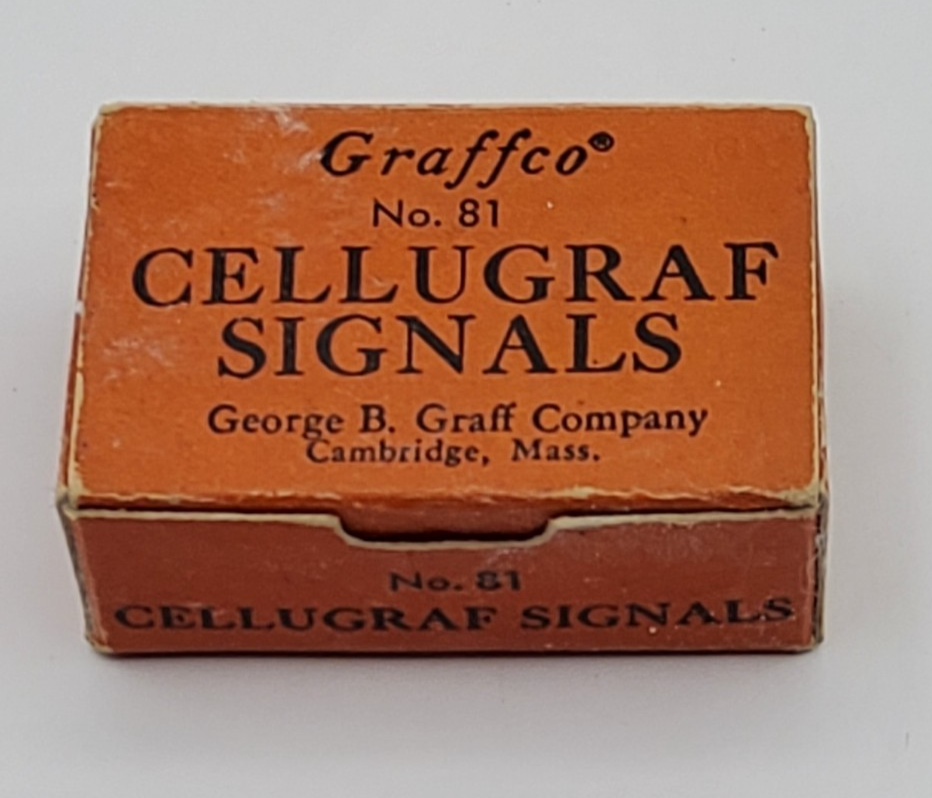 Graffco®
No. 81
CELLUGRAF
SIGNALS
George B. Graff Company
Cambridge, Mass.
No. 81
CELLUGRAF SIGNALS